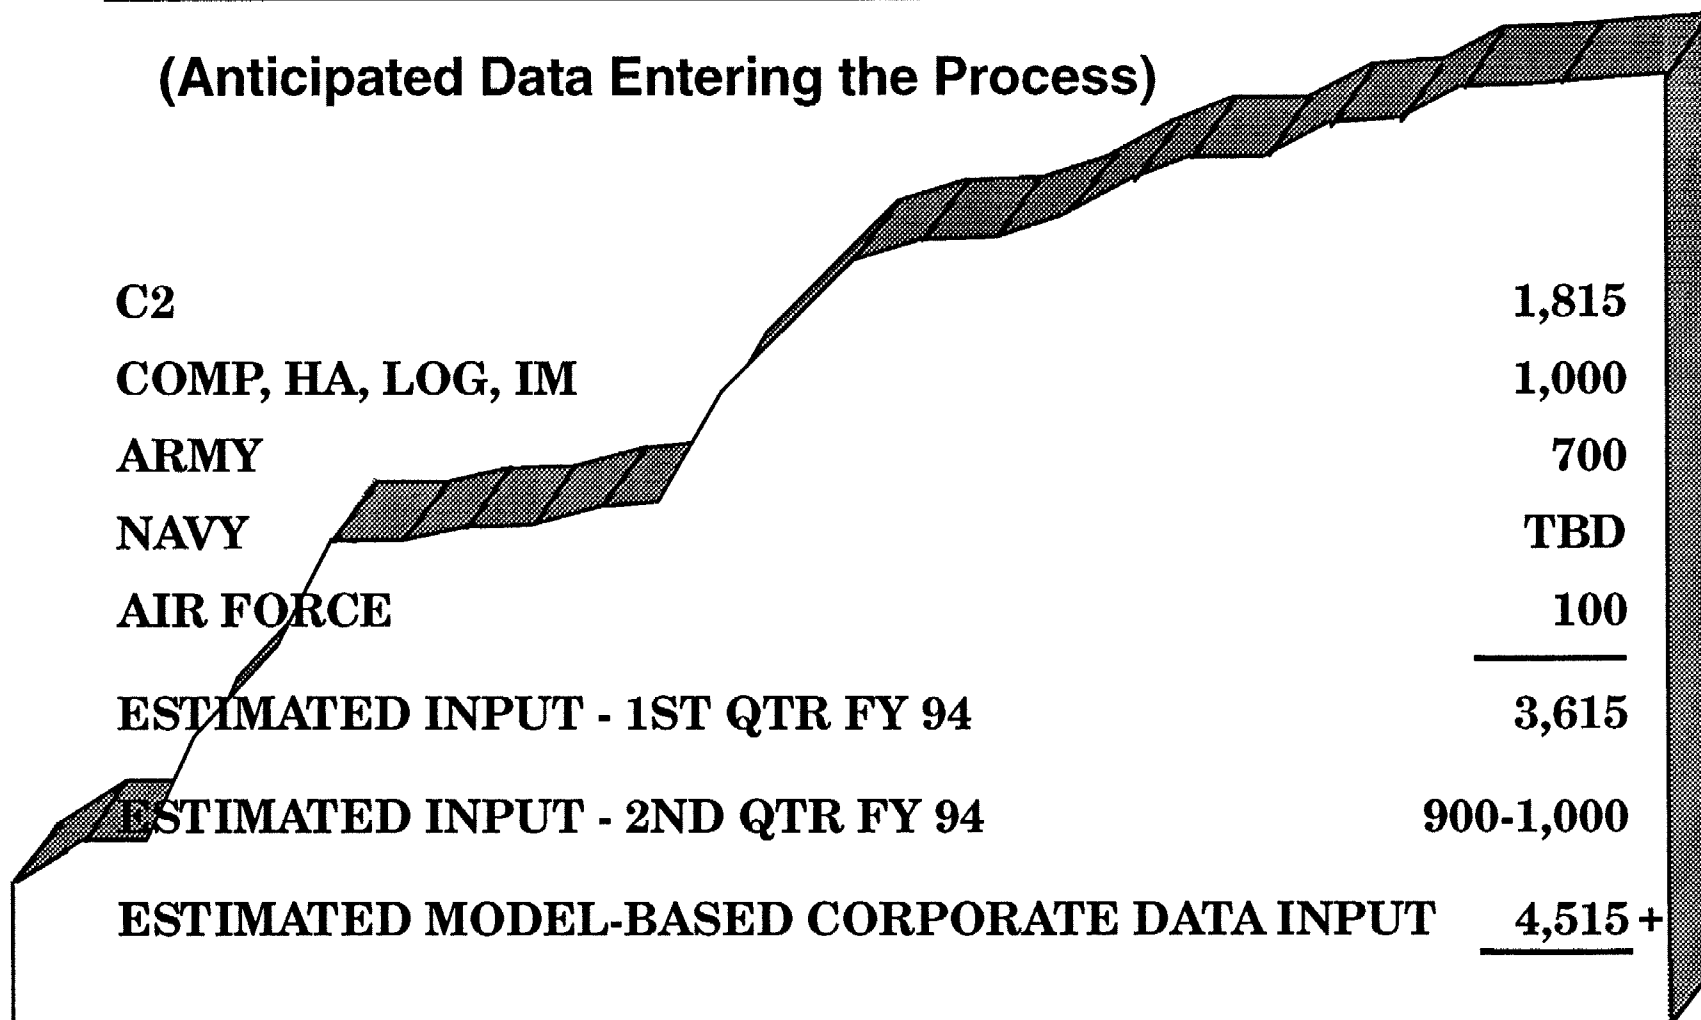 (Anticipated Data Entering the Process)
C2 1,815
COMP, HA, LOG, IM 1,000
ARMY 700
NAVY TBD
AIR FORCE 100
ESTIMATED INPUT - 1ST QTR FY 94 3,615
ESTIMATED INPUT - 2ND QTR FY 94 900-1,000
ESTIMATED MODEL-BASED CORPORATE DATA INPUT 4,515+